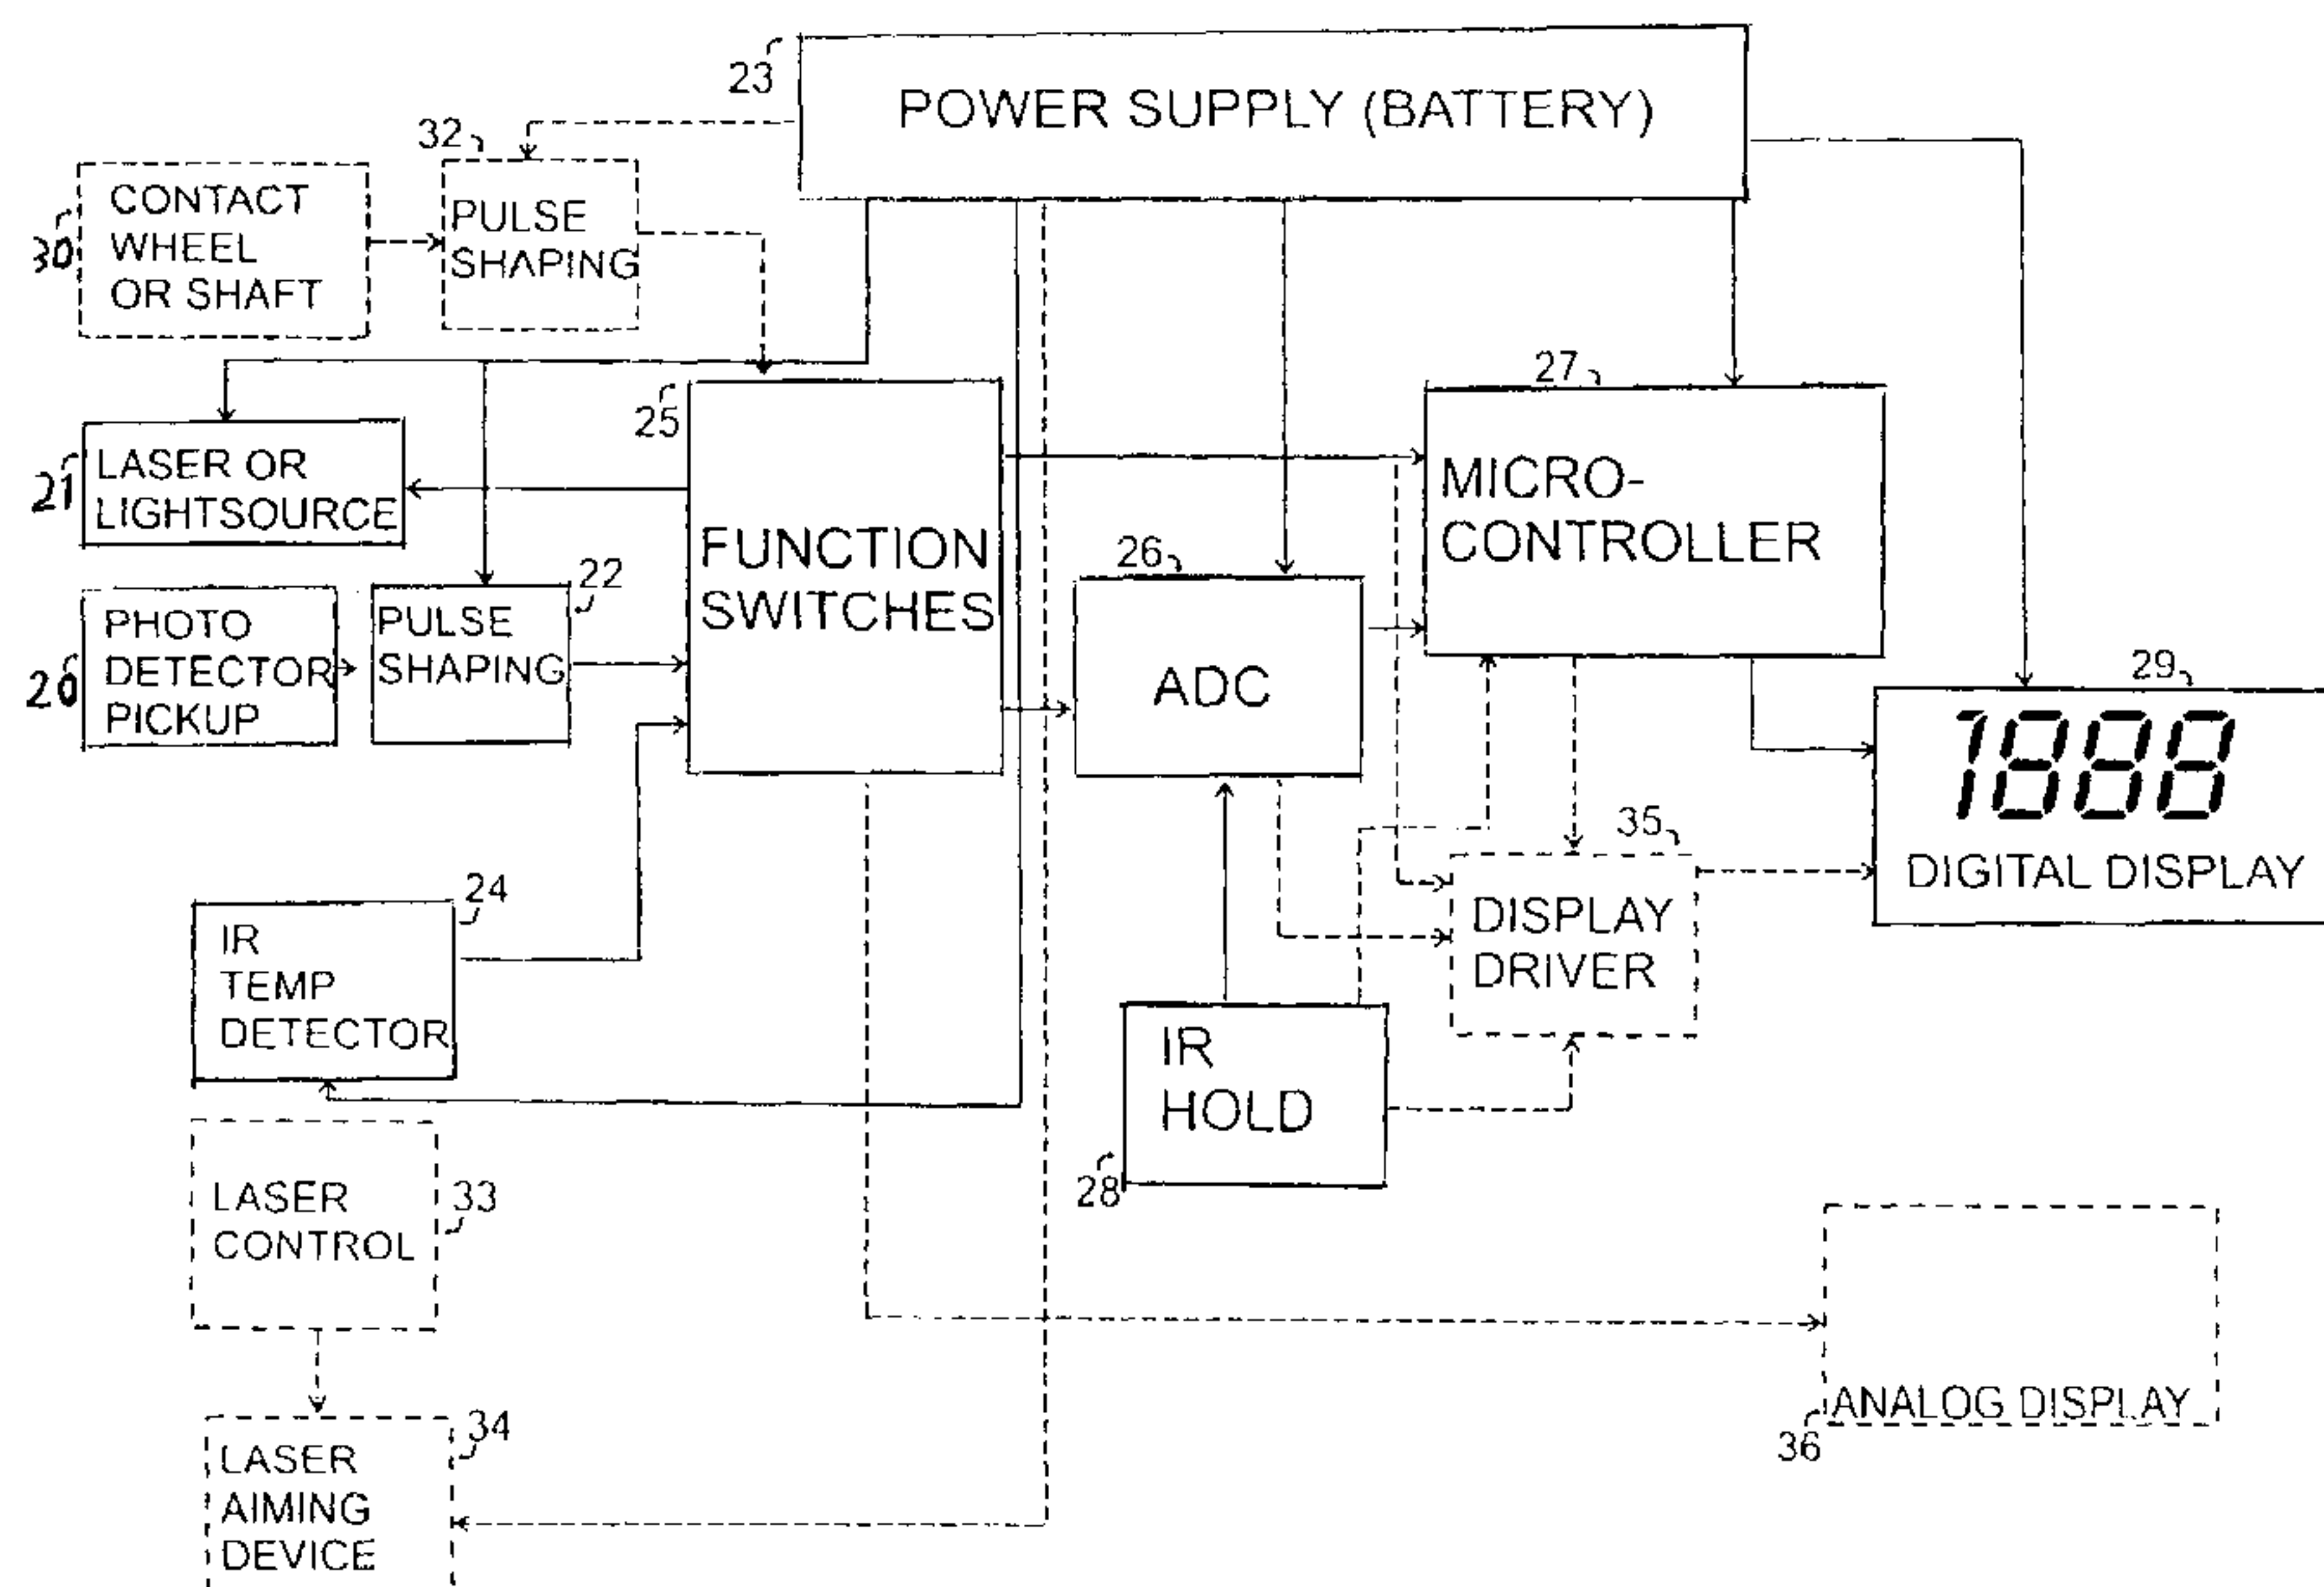 23
POWER SUPPLY (BATTERY)
32
30
CONTACT
WHEEL
OR SHAFT
PULSE
SHAPING
25
27
21
LASER OR
LIGHTSOURCE
FUNCTION
SWITCHES
MICRO-
CONTROLLER
26
22
20
PHOTO
DETECTOR
PICKUP
PULSE
SHAPING
ADC
29
1888
DIGITAL DISPLAY
35
DISPLAY
DRIVER
24
IR
TEMP
DETECTOR
IR
HOLD
28
33
LASER
CONTROL
34
LASER
AIMING
DEVICE
ANALOG DISPLAY
36